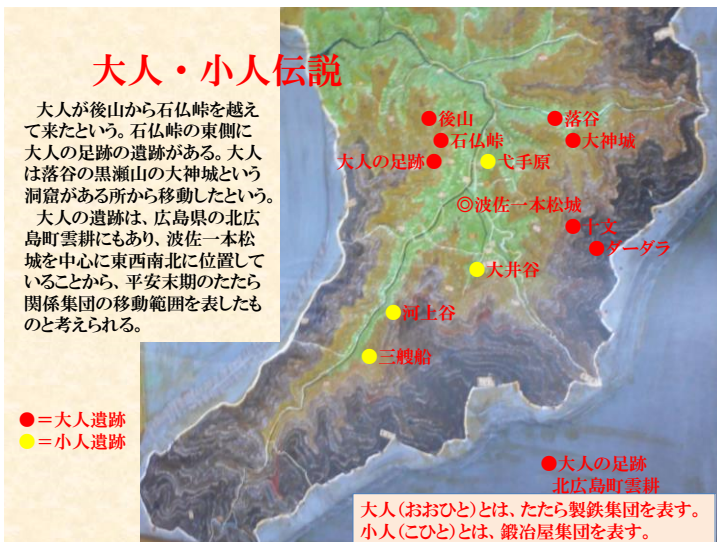 大人・小人伝説
大人が後山から石仏峠を越え
て来たという。石仏峠の東側に
大人の足跡の遺跡がある。大人
は落谷の黒瀬山の大神城という
洞窟がある所から移動したという。
大人の遺跡は、広島県の北広
島町雲耕にもあり、波佐一本松
城を中心に東西南北に位置して
いることから、平安末期のたたら
関係集団の移動範囲を表したも
のと考えられる。
●後山
●落谷
●石仏峠
●大神城
大人の足跡●
●弋手原
◎波佐一本松城
●十文
●ダーダラ
●大井谷
●河上谷
●三艘船
●＝大人遺跡
●＝小人遺跡
●大人の足跡
北広島町雲耕
大人（おおひと）とは、たたら製鉄集団を表す。
小人（こひと）とは、鍛冶屋集団を表す。